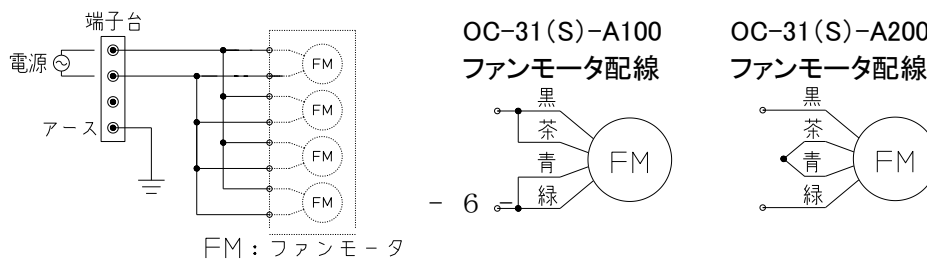 端子台
電源
アース
FM
FM
FM
FM
FM：ファンモータ
OC-31(S)-A100
ファンモータ配線
黒
茶
青
緑
FM
- 6 -
OC-31(S)-A200
ファンモータ配線
黒
茶
青
緑
FM